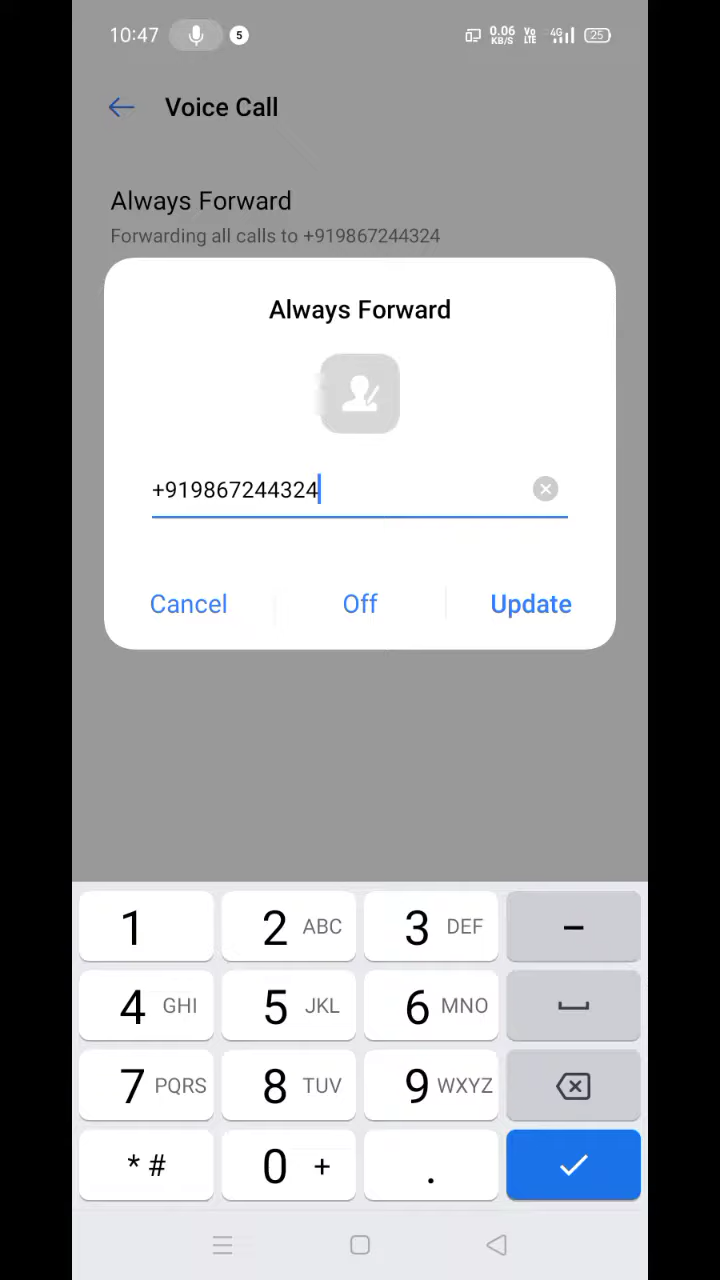 10:47 5 0.06 KB/S Vo LTE 4G 25
Voice Call
Always Forward
Forwarding all calls to +919867244324
Always Forward
+919867244324
Cancel Off Update
1 2 ABC 3 DEF -
4 GHI 5 JKL 6 MNO
7 PQRS 8 TUV 9 WXYZ
* # 0 + .